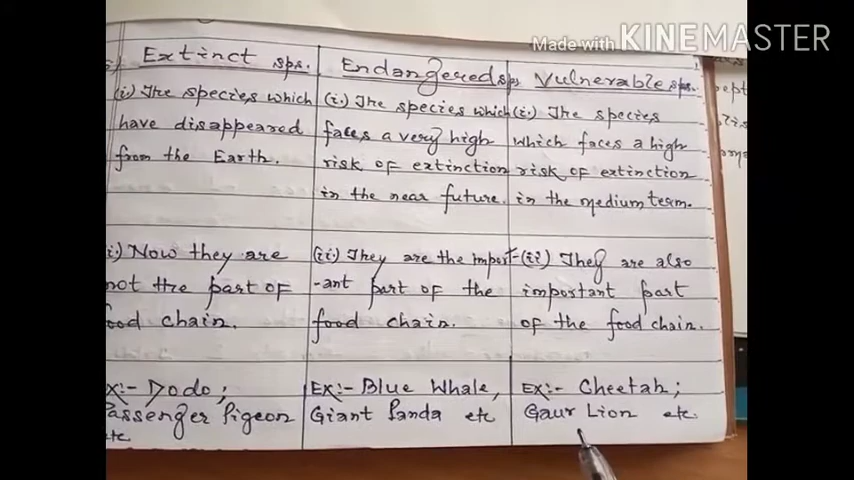 Made with KINEMASTER
Extinct sps.
(i) The species which
have disappeared
from the Earth.
(i) Now they are
not the part of
food chain.
Ex:- Dodo;
Passenger Pigeon
etc
Endangered sps
(i.) The species which
faces a very high
risk of extinction
in the near future.
(ii) They are the import-
-ant part of the
food chain.
Ex:- Blue Whale,
Giant Panda etc
Vulnerable sps.
(i.) The species
which faces a high
risk of extinction
in the medium term.
(ii) They are also
important part
of the food chain.
Ex:- Cheetah;
Gaur Lion etc.